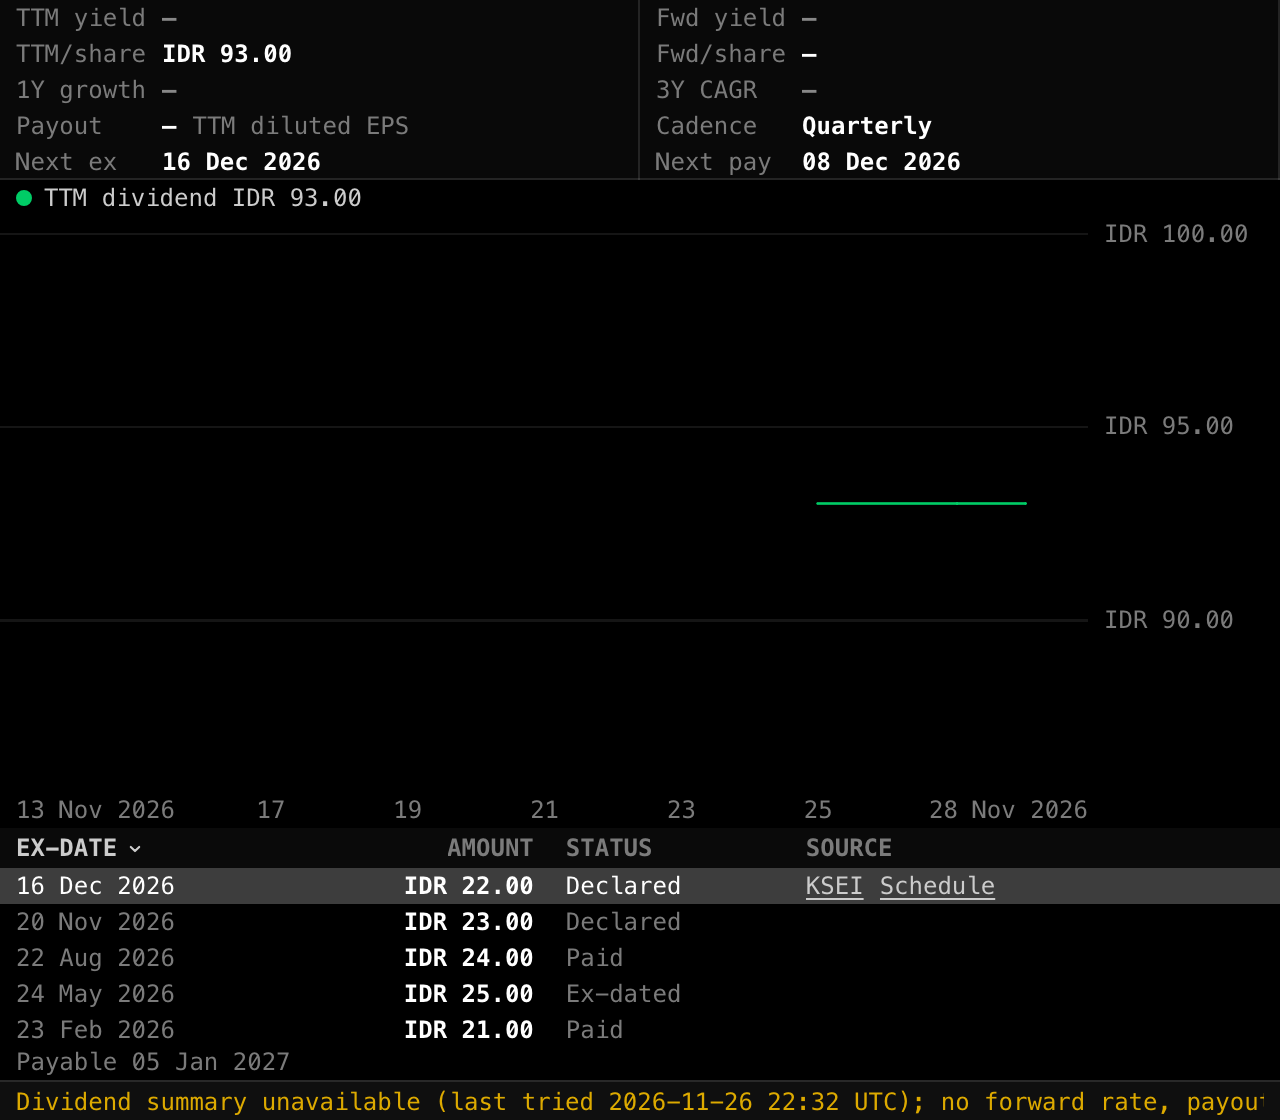 TTM yield – Fwd yield –
TTM/share IDR 93.00 Fwd/share –
1Y growth – 3Y CAGR –
Payout – TTM diluted EPS Cadence Quarterly
Next ex 16 Dec 2026 Next pay 08 Dec 2026
TTM dividend IDR 93.00
IDR 100.00
IDR 95.00
IDR 90.00
13 Nov 2026 17 19 21 23 25 28 Nov 2026
EX–DATE AMOUNT STATUS SOURCE
16 Dec 2026 IDR 22.00 Declared KSEI Schedule
20 Nov 2026 IDR 23.00 Declared
22 Aug 2026 IDR 24.00 Paid
24 May 2026 IDR 25.00 Ex–dated
23 Feb 2026 IDR 21.00 Paid
Payable 05 Jan 2027
Dividend summary unavailable (last tried 2026–11–26 22:32 UTC); no forward rate, payou